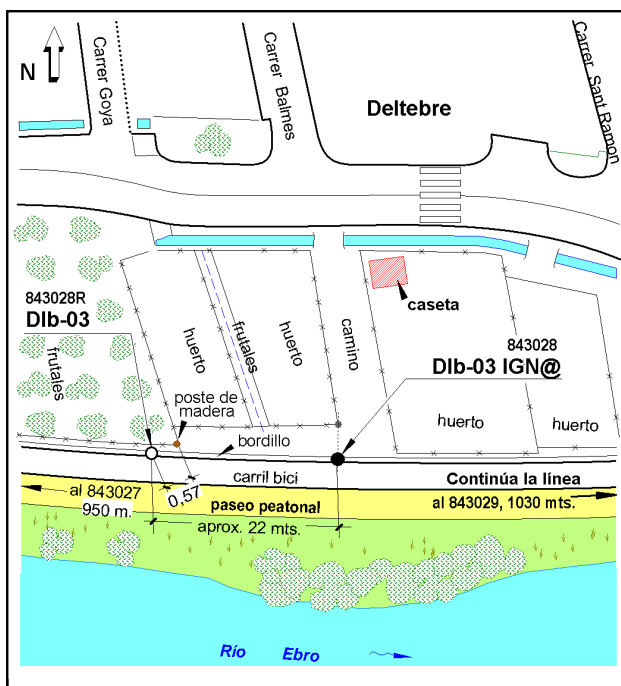 N
Carrer Goya
Carrer Balmes
Deltebre
Carrer Sant Ramon
843028R
Dlb-03
frutales
huerto
frutales
huerto
camino
caseta
843028
Dlb-03 IGN@
poste de
madera
huerto
huerto
bordillo
carril bici
0,57
Continúa la línea
al 843027
950 m.
paseo peatonal
al 843029, 1030 mts.
aprox. 22 mts.
Río Ebro